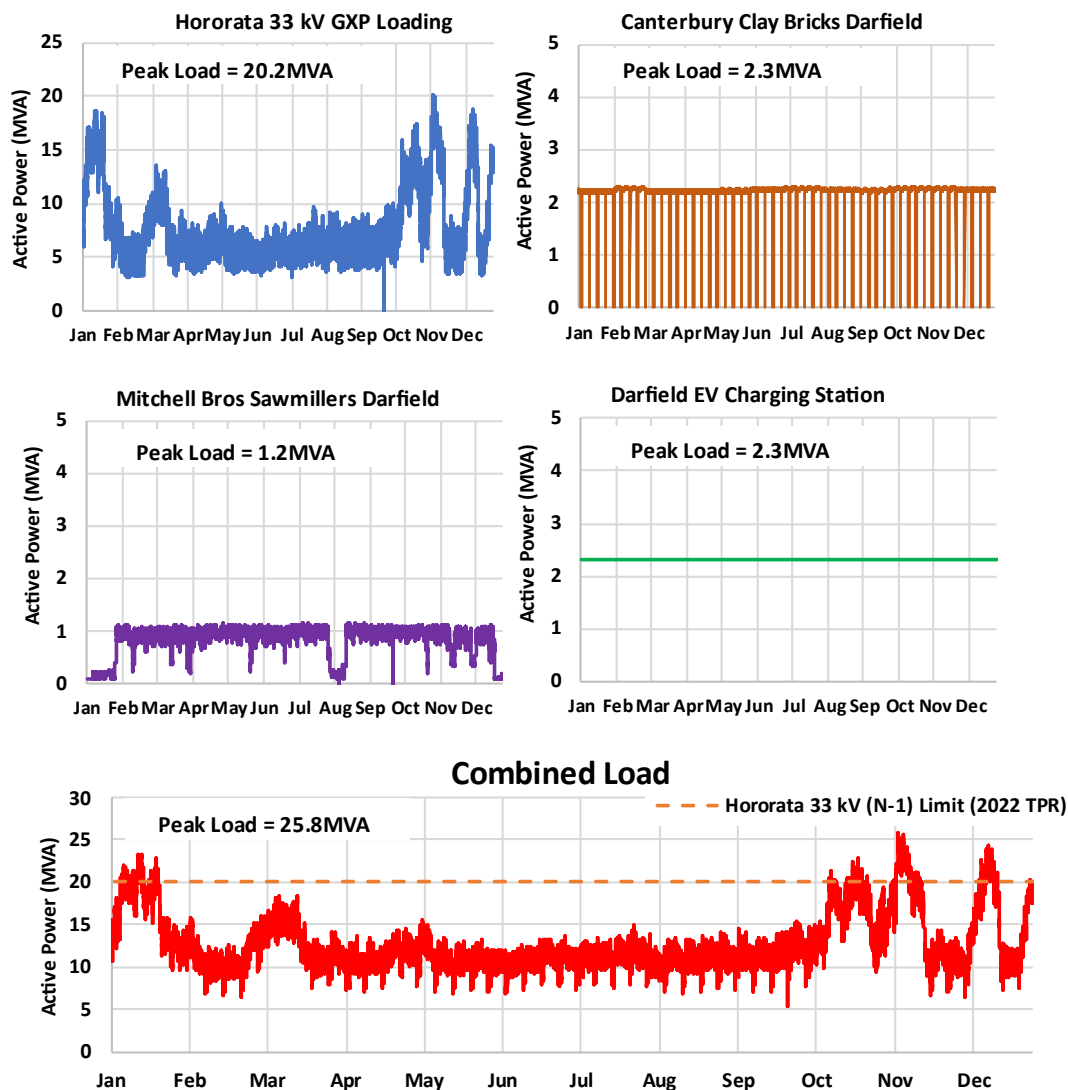 Hororata 33 kV GXP Loading
Peak Load = 20.2MVA
Active Power (MVA)
25
20
15
10
5
0
Jan Feb Mar Apr May Jun Jul Aug Sep Oct Nov Dec
Canterbury Clay Bricks Darfield
Peak Load = 2.3MVA
Active Power (MVA)
5
4
3
2
1
0
Jan Feb Mar Apr May Jun Jul Aug Sep Oct Nov Dec
Mitchell Bros Sawmillers Darfield
Peak Load = 1.2MVA
Active Power (MVA)
5
4
3
2
1
0
Jan Feb Mar Apr May Jun Jul Aug Sep Oct Nov Dec
Darfield EV Charging Station
Peak Load = 2.3MVA
Active Power (MVA)
5
4
3
2
1
0
Jan Feb Mar Apr May Jun Jul Aug Sep Oct Nov Dec
Combined Load
Hororata 33 kV (N-1) Limit (2022 TPR)
Peak Load = 25.8MVA
Active Power (MVA)
30
25
20
15
10
5
0
Jan Feb Mar Apr May Jun Jul Aug Sep Oct Nov Dec